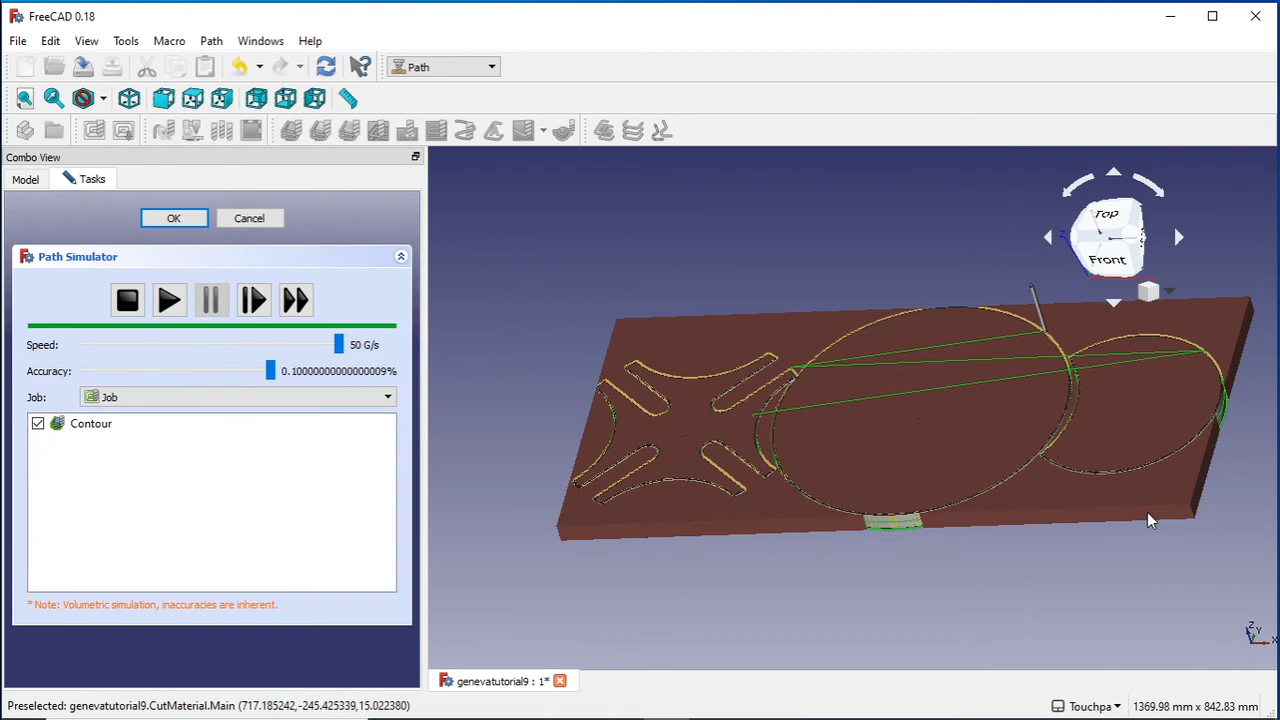 FreeCAD 0.18
File Edit View Tools Macro Path Windows Help
Path
Combo View
Model Tasks
OK Cancel
Path Simulator
Speed: 50 G/s
Accuracy: 0.1000000000000009%
Job: Job
Contour
* Note: Volumetric simulation, inaccuracies are inherent.
Top
Front
Z Y X
genevatutorial9 : 1*
Preselected: genevatutorial9.CutMaterial.Main (717.185242,-245.425339,15.022380) Touchpa 1369.98 mm x 842.83 mm